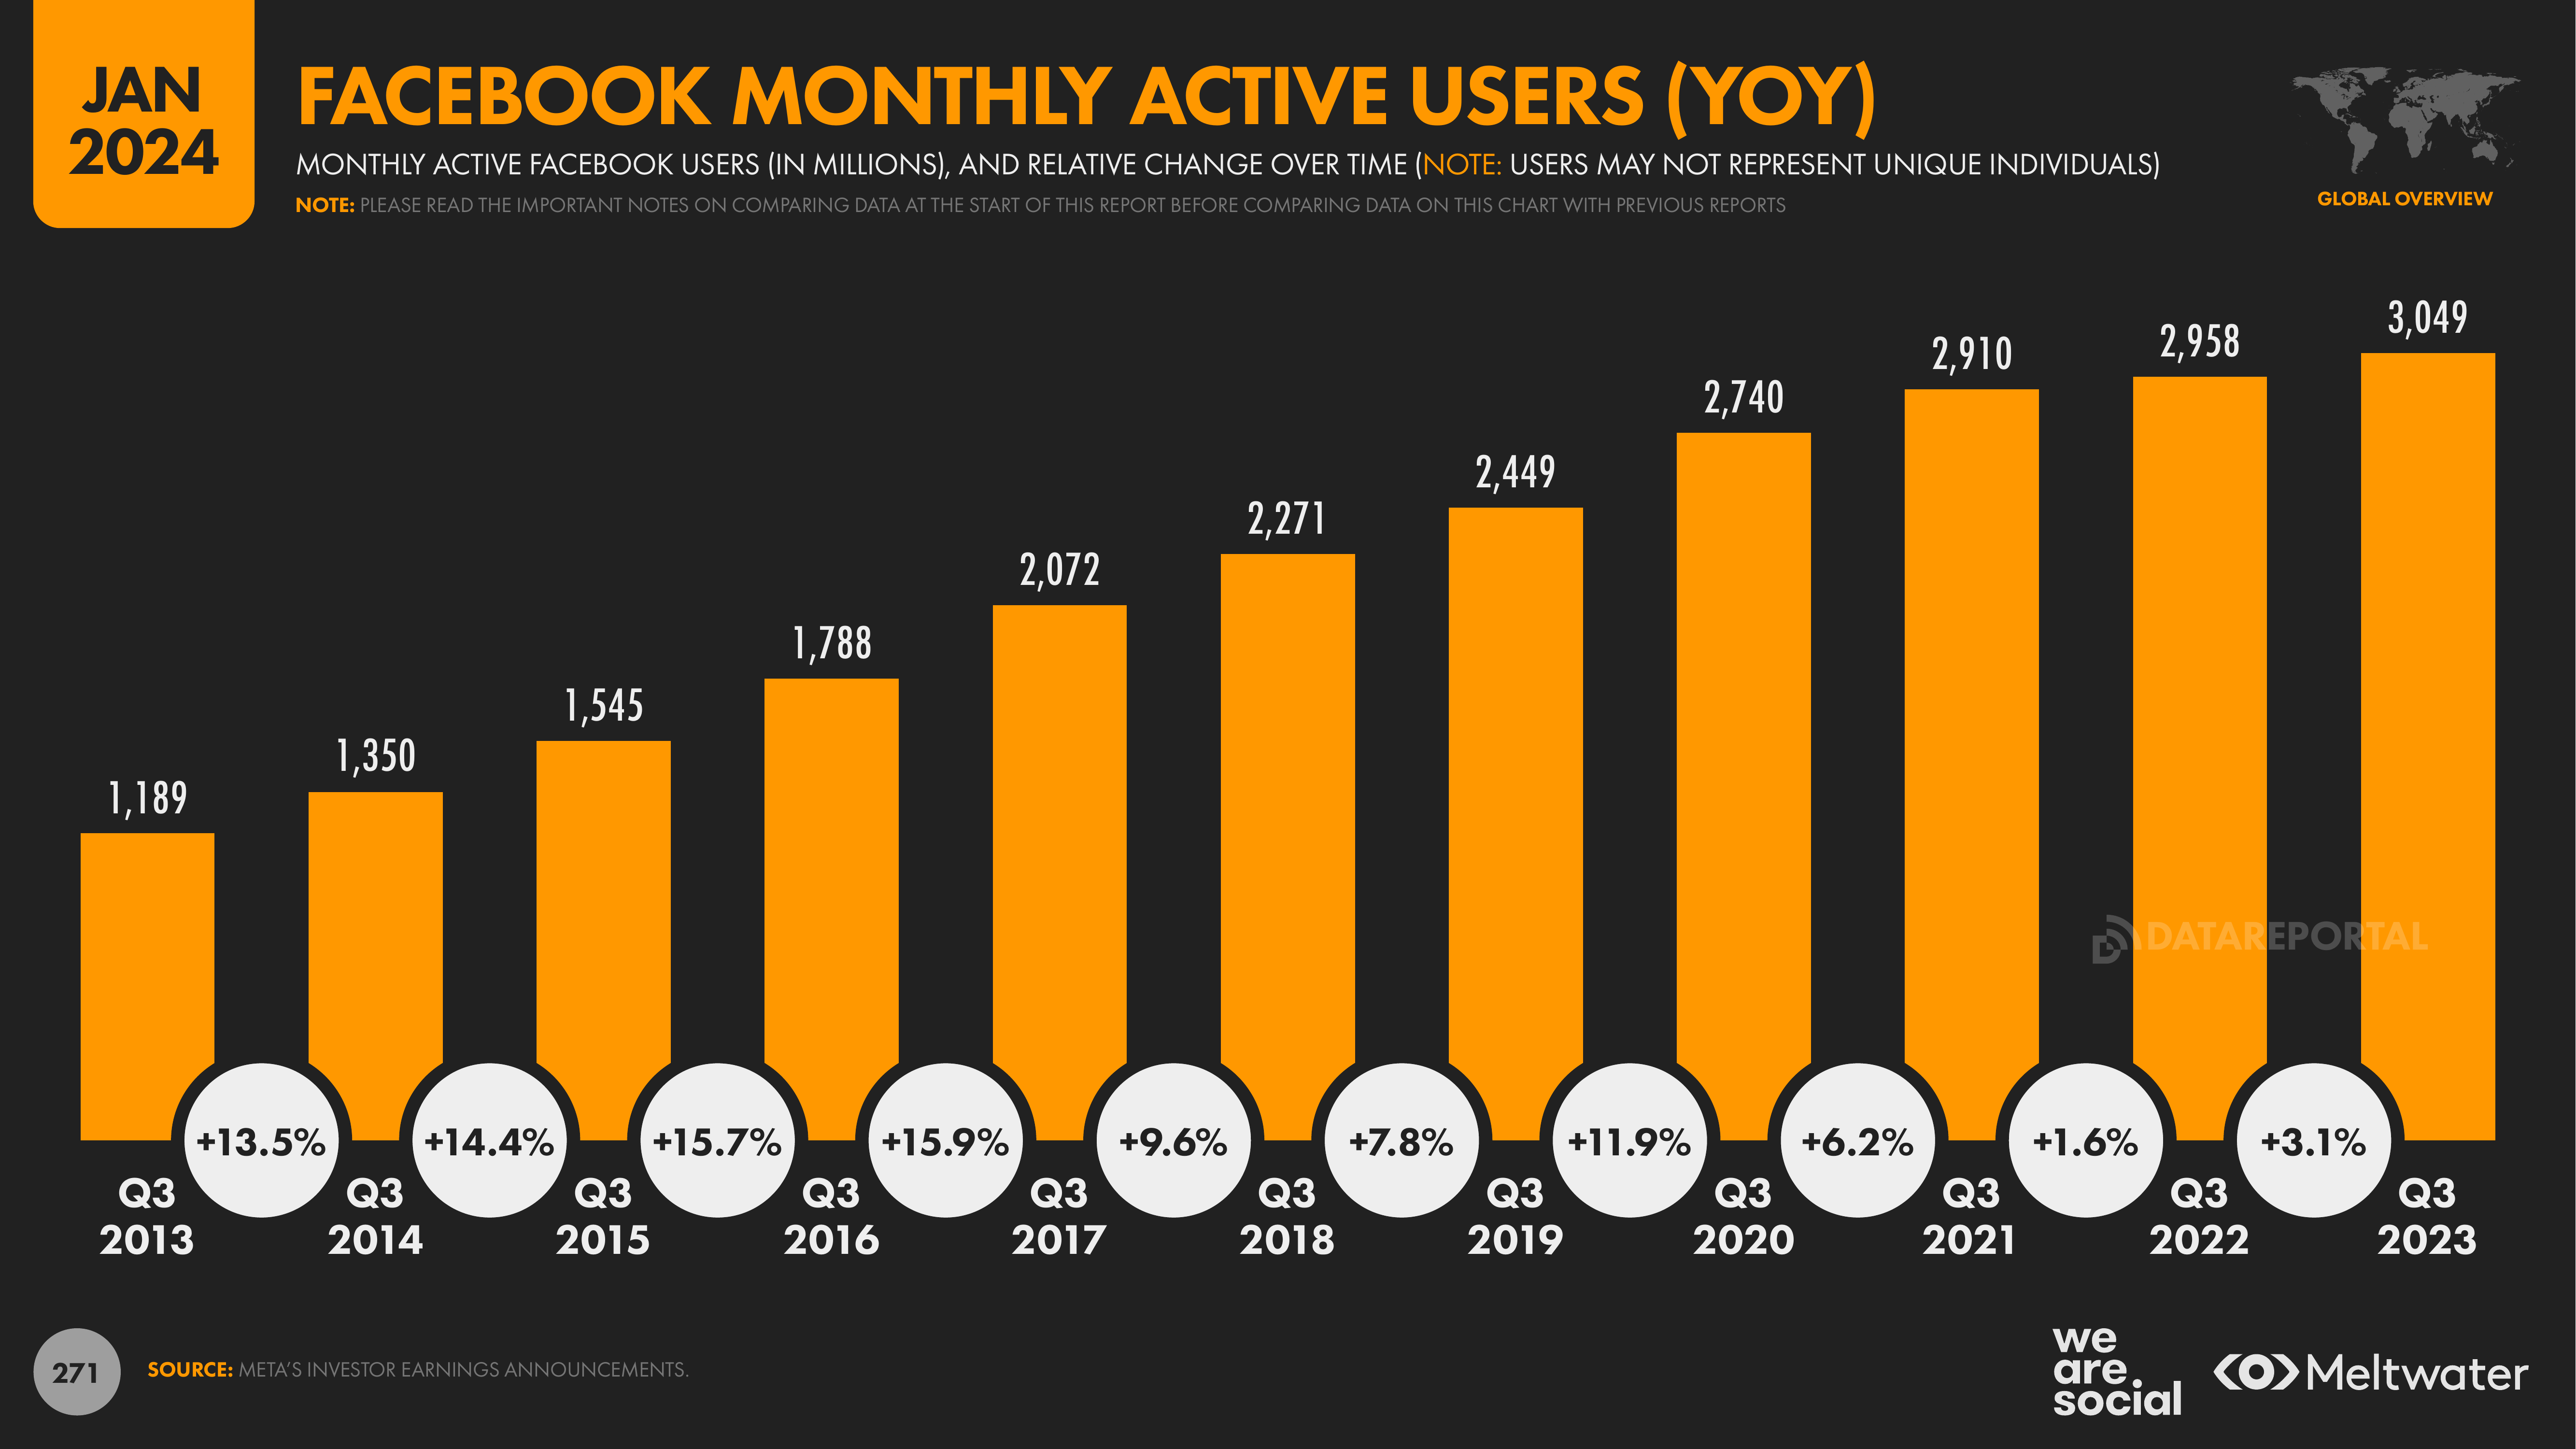 JAN
2024
FACEBOOK MONTHLY ACTIVE USERS (YOY)
MONTHLY ACTIVE FACEBOOK USERS (IN MILLIONS), AND RELATIVE CHANGE OVER TIME (NOTE: USERS MAY NOT REPRESENT UNIQUE INDIVIDUALS)
NOTE: PLEASE READ THE IMPORTANT NOTES ON COMPARING DATA AT THE START OF THIS REPORT BEFORE COMPARING DATA ON THIS CHART WITH PREVIOUS REPORTS
GLOBAL OVERVIEW
1,189
1,350
1,545
1,788
2,072
2,271
2,449
2,740
2,910
2,958
3,049
DATAREPORTAL
+13.5%
+14.4%
+15.7%
+15.9%
+9.6%
+7.8%
+11.9%
+6.2%
+1.6%
+3.1%
Q3
2013
Q3
2014
Q3
2015
Q3
2016
Q3
2017
Q3
2018
Q3
2019
Q3
2020
Q3
2021
Q3
2022
Q3
2023
271
SOURCE: META'S INVESTOR EARNINGS ANNOUNCEMENTS.
we
are
social
Meltwater